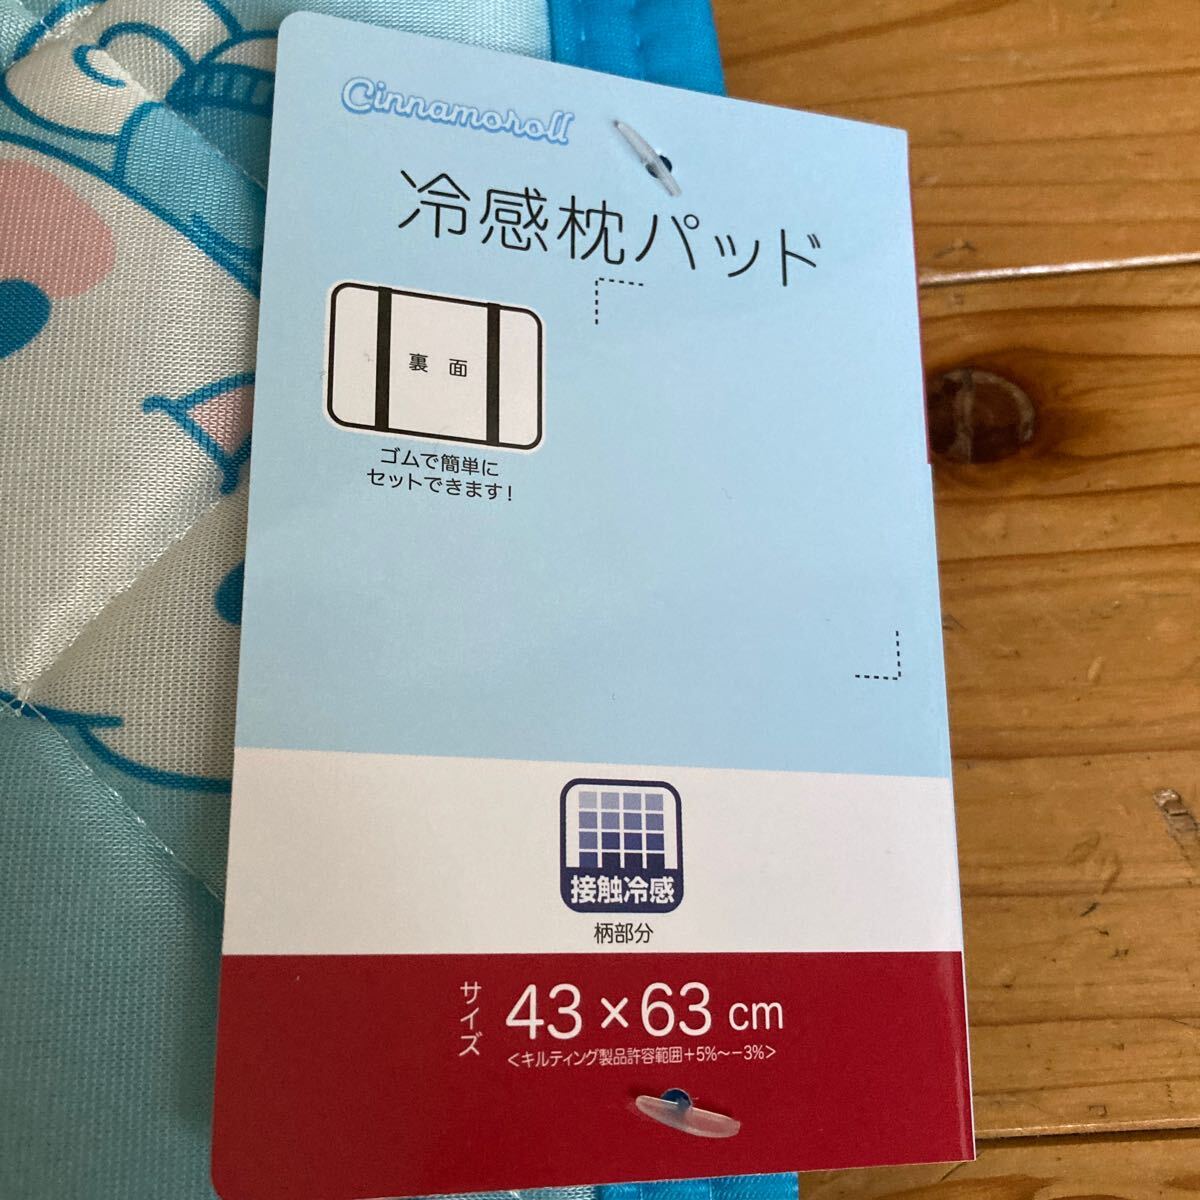 Cinnamoroll
冷感枕パッド
裏面
ゴムで簡単に
セットできます！
接触冷感
柄部分
サイズ 43×63cm
＜キルティング製品許容範囲＋5%〜−3%＞